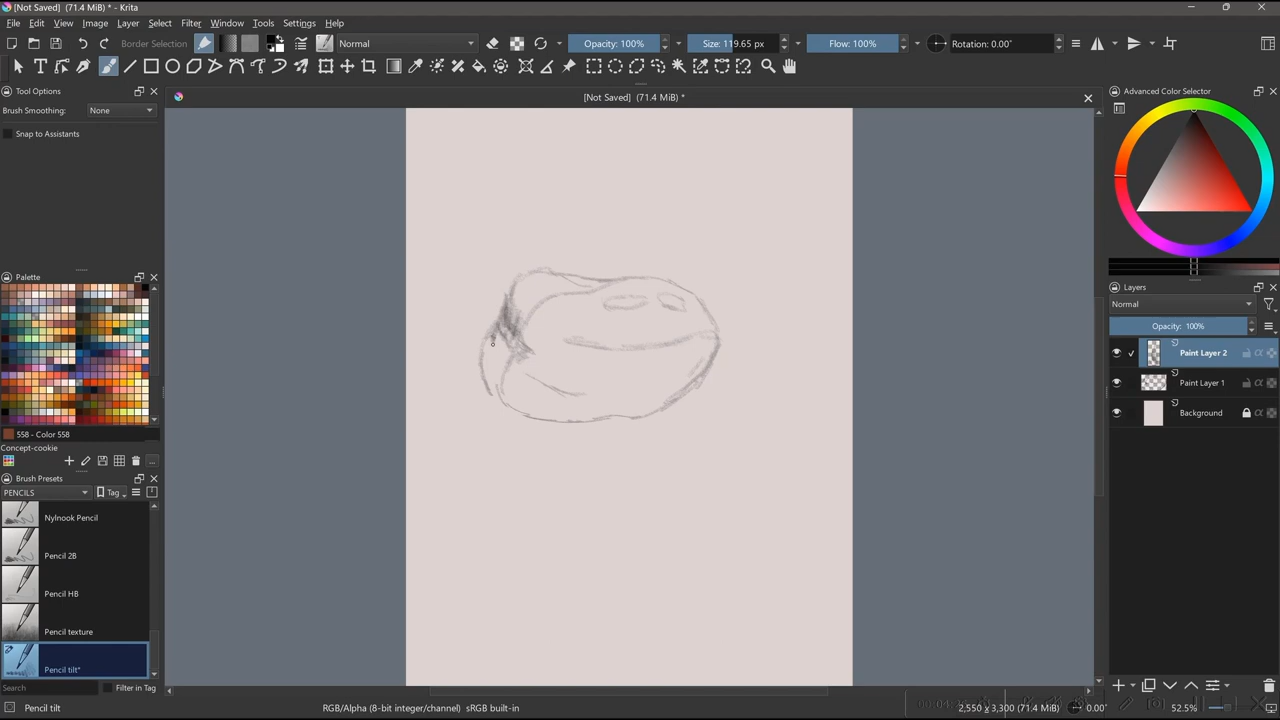 [Not Saved] (71.4 MiB) * - Krita
File Edit View Image Layer Select Filter Window Tools Settings Help
Border Selection Normal Opacity: 100% Size: 119.65 px Flow: 100% Rotation: 0.00°
Tool Options
[Not Saved] (71.4 MiB) *
Advanced Color Selector
Brush Smoothing: None
Snap to Assistants
Palette
Layers
Normal
Opacity: 100%
Paint Layer 2
Paint Layer 1
Background
558 - Color 558
Concept-cookie
Brush Presets
PENCILS Tag
Nylnook Pencil
Pencil 2B
Pencil HB
Pencil texture
Pencil tilt*
Search Filter in Tag
Pencil tilt RGB/Alpha (8-bit integer/channel) sRGB built-in 2,550 x 3,300 (71.4 MiB) 0.00° 52.5%